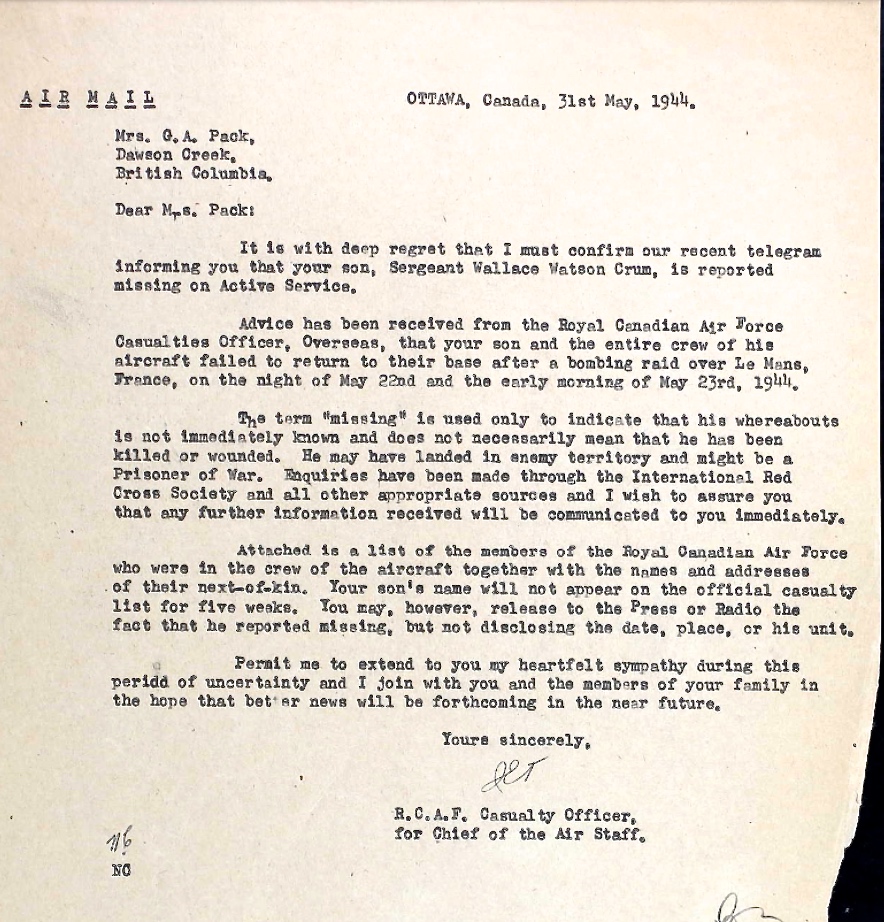 AIR MAIL
OTTAWA, Canada, 31st May, 1944.
Mrs. G.A. Pack,
Dawson Creek,
British Columbia.
Dear Mrs. Pack:
It is with deep regret that I must confirm our recent telegram
informing you that your son, Sergeant Wallace Watson Crum, is reported
missing on Active Service.
Advice has been received from the Royal Canadian Air Force
Casualties Officer, Overseas, that your son and the entire crew of his
aircraft failed to return to their base after a bombing raid over Le Mans,
France, on the night of May 22nd and the early morning of May 23rd, 1944.
The term "missing" is used only to indicate that his whereabouts
is not immediately known and does not necessarily mean that he has been
killed or wounded. He may have landed in enemy territory and might be a
Prisoner of War. Enquiries have been made through the International Red
Cross Society and all other appropriate sources and I wish to assure you
that any further information received will be communicated to you immediately.
Attached is a list of the members of the Royal Canadian Air Force
who were in the crew of the aircraft together with the names and addresses
of their next-of-kin. Your son's name will not appear on the official casualty
list for five weeks. You may, however, release to the Press or Radio the
fact that he reported missing, but not disclosing the date, place, or his unit.
Permit me to extend to you my heartfelt sympathy during this
peridd of uncertainty and I join with you and the members of your family in
the hope that better news will be forthcoming in the near future.
Yours sincerely,
R.C.A.F. Casualty Officer,
for Chief of the Air Staff.
NC